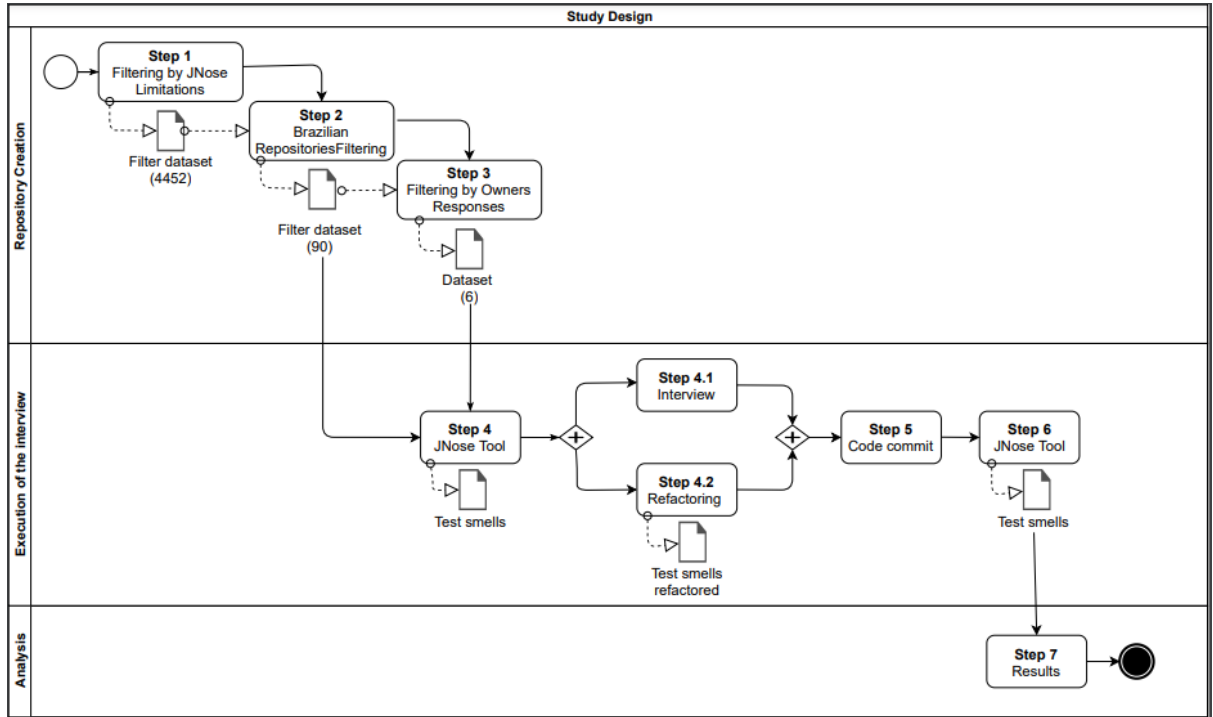 Study Design
Repository Creation
Step 1
Filtering by JNose
Limitations
Filter dataset
(4452)
Step 2
Brazilian
RepositoriesFiltering
Filter dataset
(90)
Step 3
Filtering by Owners
Responses
Dataset
(6)
Execution of the interview
Step 4
JNose Tool
Test smells
Step 4.1
Interview
Step 4.2
Refactoring
Test smells
refactored
Step 5
Code commit
Step 6
JNose Tool
Test smells
Analysis
Step 7
Results